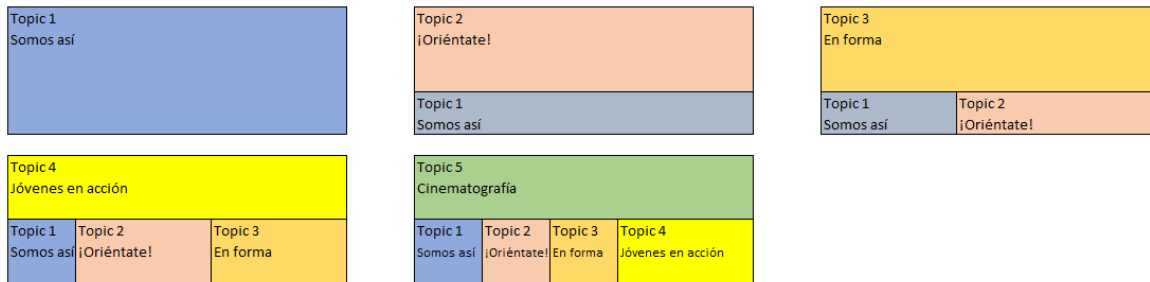 Topic 1
Somos así
Topic 2
¡Oriéntate!
Topic 1
Somos así
Topic 3
En forma
Topic 1
Somos así
Topic 2
¡Oriéntate!
Topic 4
Jóvenes en acción
Topic 1
Somos así
Topic 2
¡Oriéntate!
Topic 3
En forma
Topic 5
Cinematografía
Topic 1
Somos así
Topic 2
¡Oriéntate!
Topic 3
En forma
Topic 4
Jóvenes en acción